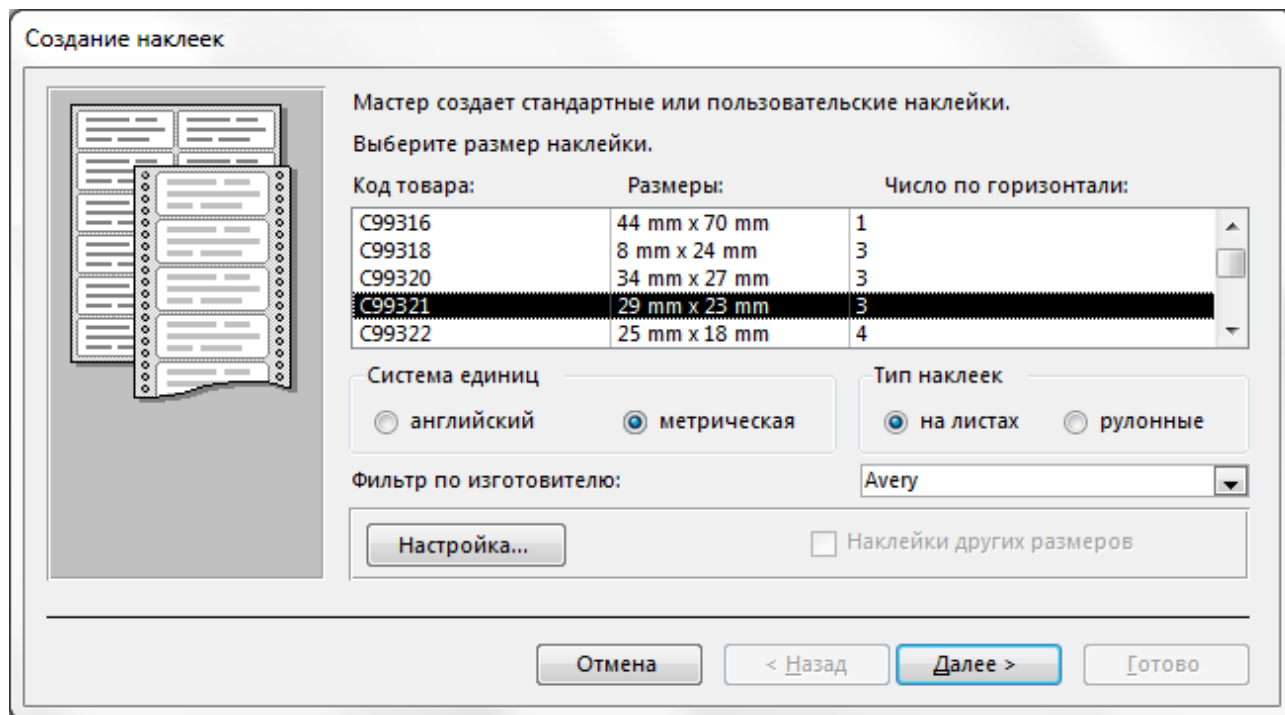 Создание наклеек
Мастер создает стандартные или пользовательские наклейки.
Выберите размер наклейки.
Код товара: Размеры: Число по горизонтали:
C99316 44 mm x 70 mm 1
C99318 8 mm x 24 mm 3
C99320 34 mm x 27 mm 3
C99321 29 mm x 23 mm 3
C99322 25 mm x 18 mm 4
Система единиц Тип наклеек
английский метрическая на листах рулонные
Фильтр по изготовителю: Avery
Настройка... Наклейки других размеров
Отмена < Назад Далее > Готово